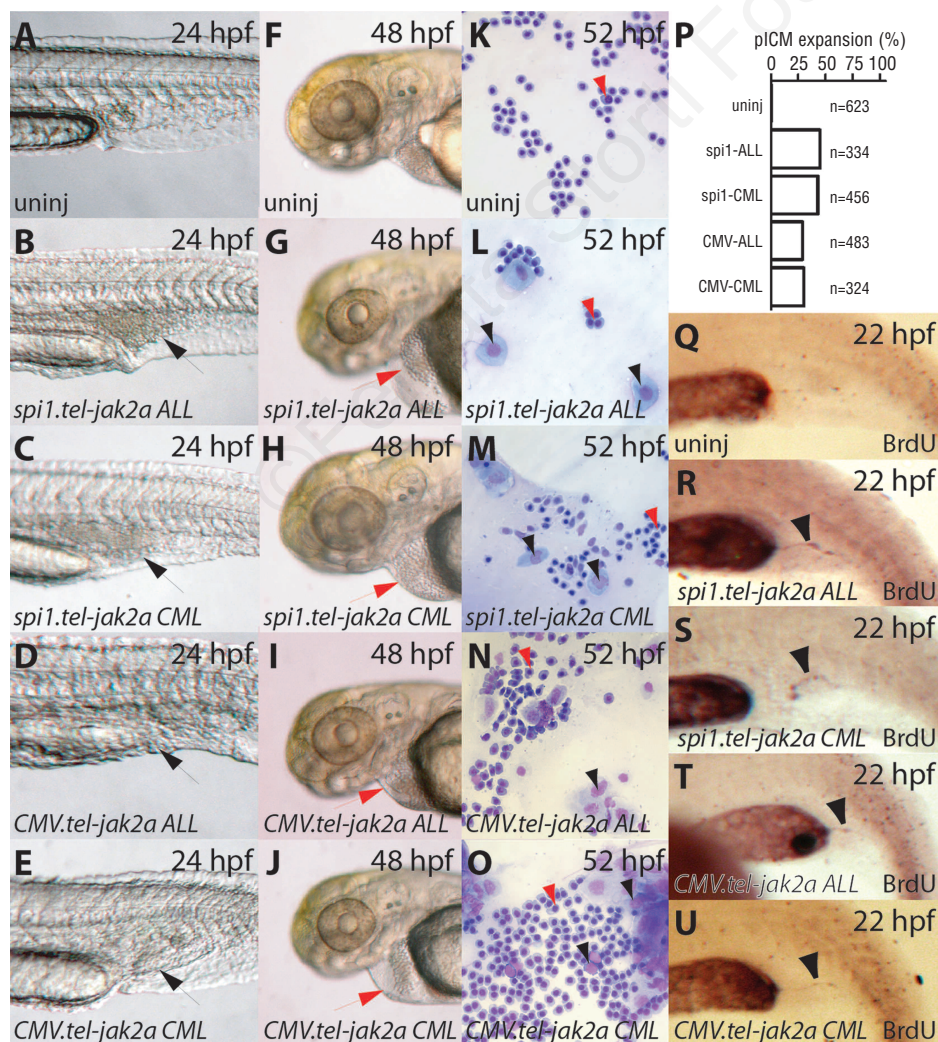 A 24 hpf
uninj
B 24 hpf
spi1.tel-jak2a ALL
C 24 hpf
spi1.tel-jak2a CML
D 24 hpf
CMV.tel-jak2a ALL
E 24 hpf
CMV.tel-jak2a CML
F 48 hpf
uninj
G 48 hpf
spi1.tel-jak2a ALL
H 48 hpf
spi1.tel-jak2a CML
I 48 hpf
CMV.tel-jak2a ALL
J 48 hpf
CMV.tel-jak2a CML
K 52 hpf
uninj
L 52 hpf
spi1.tel-jak2a ALL
M 52 hpf
spi1.tel-jak2a CML
N 52 hpf
CMV.tel-jak2a ALL
O 52 hpf
CMV.tel-jak2a CML
P
pICM expansion (%)
0 25 50 75 100
uninj n=623
spi1-ALL n=334
spi1-CML n=456
CMV-ALL n=483
CMV-CML n=324
Q 22 hpf
uninj BrdU
R 22 hpf
spi1.tel-jak2a ALL BrdU
S 22 hpf
spi1.tel-jak2a CML BrdU
T 22 hpf
CMV.tel-jak2a ALL BrdU
U 22 hpf
CMV.tel-jak2a CML BrdU